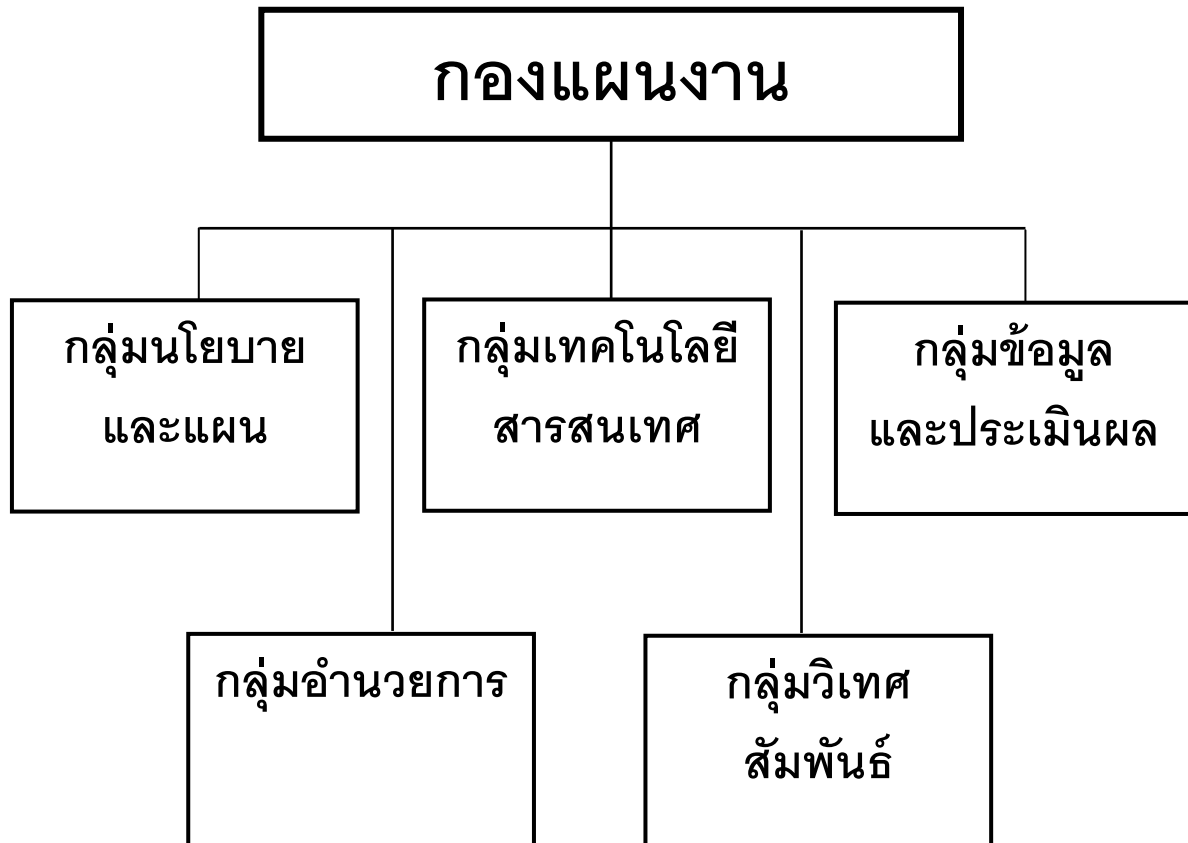 กองแผนงาน
กลุ่มนโยบาย
และแผน
กลุ่มเทคโนโลยี
สารสนเทศ
กลุ่มข้อมูล
และประเมินผล
กลุ่มอำนวยการ
กลุ่มวิเทศ
สัมพันธ์